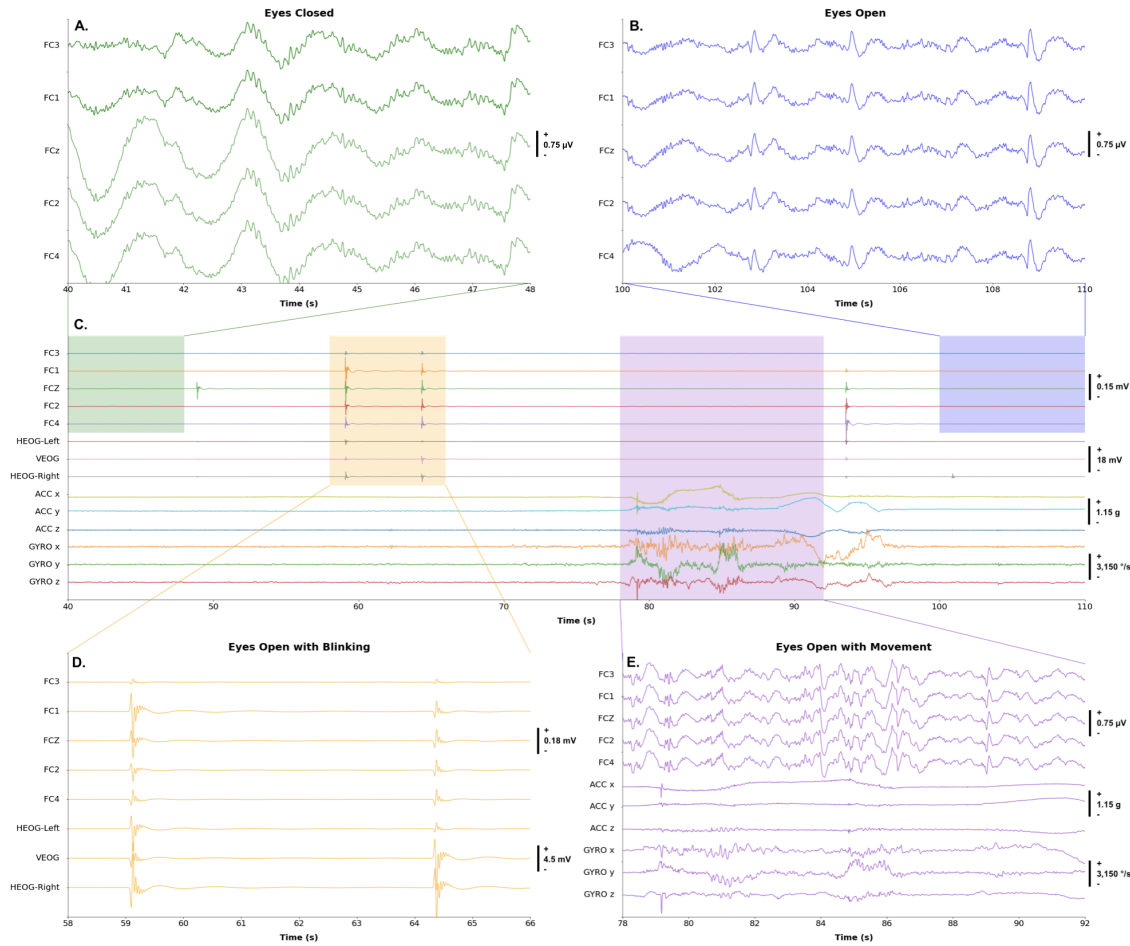 Eyes Closed
A.
FC3
FC1
FCz
FC2
FC4
+
0.75 µV
-
40 41 42 43 44 45 46 47 48
Time (s)
Eyes Open
B.
FC3
FC1
FCz
FC2
FC4
+
0.75 µV
-
100 102 104 106 108 110
Time (s)
C.
FC3
FC1
FCZ
FC2
FC4
HEOG-Left
VEOG
HEOG-Right
ACC x
ACC y
ACC z
GYRO x
GYRO y
GYRO z
+
0.15 mV
-
+
18 mV
-
+
1.15 g
-
+
3,150 °/s
-
40 50 60 70 80 90 100 110
Time (s)
Eyes Open with Blinking
D.
FC3
FC1
FCZ
FC2
FC4
HEOG-Left
VEOG
HEOG-Right
+
0.18 mV
-
+
4.5 mV
-
58 59 60 61 62 63 64 65 66
Time (s)
Eyes Open with Movement
E.
FC3
FC1
FCZ
FC2
FC4
ACC x
ACC y
ACC z
GYRO x
GYRO y
GYRO z
+
0.75 µV
-
+
1.15 g
-
+
3,150 °/s
-
78 80 82 84 86 88 90 92
Time (s)